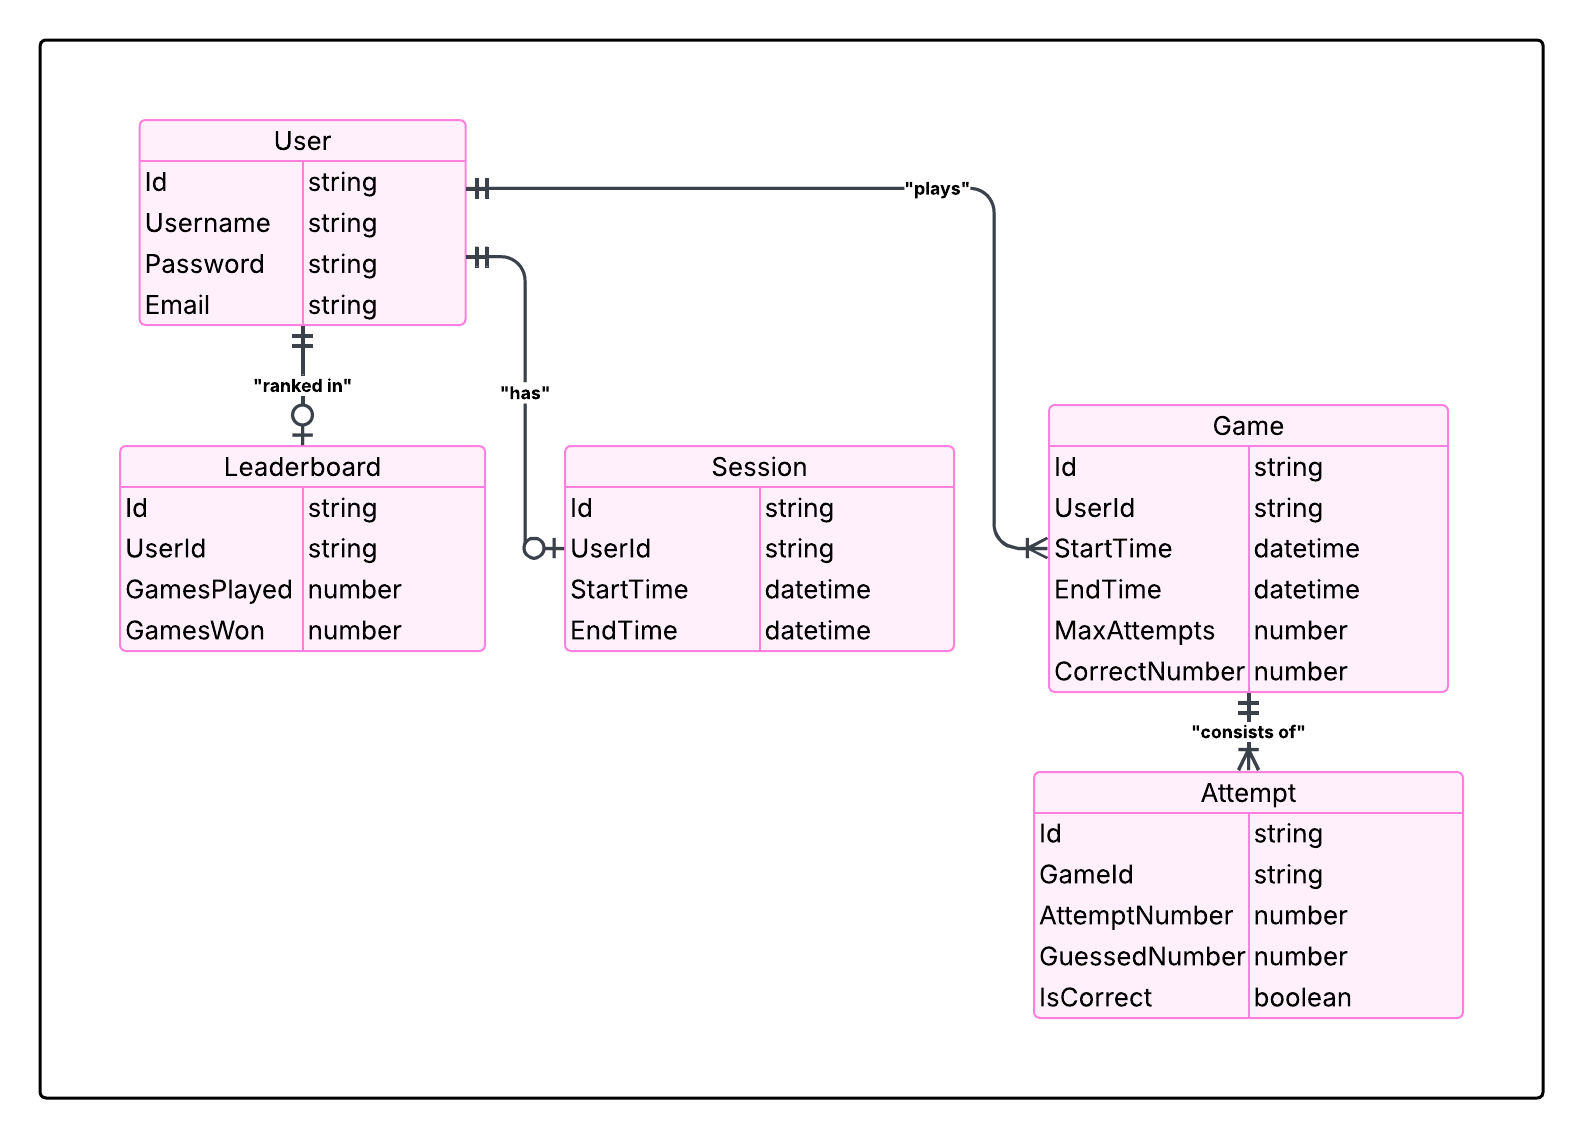 User
Id string
Username string
Password string
Email string
"plays"
"ranked in"
"has"
Leaderboard
Id string
UserId string
GamesPlayed number
GamesWon number
Session
Id string
UserId string
StartTime datetime
EndTime datetime
Game
Id string
UserId string
StartTime datetime
EndTime datetime
MaxAttempts number
CorrectNumber number
"consists of"
Attempt
Id string
GameId string
AttemptNumber number
GuessedNumber number
IsCorrect boolean